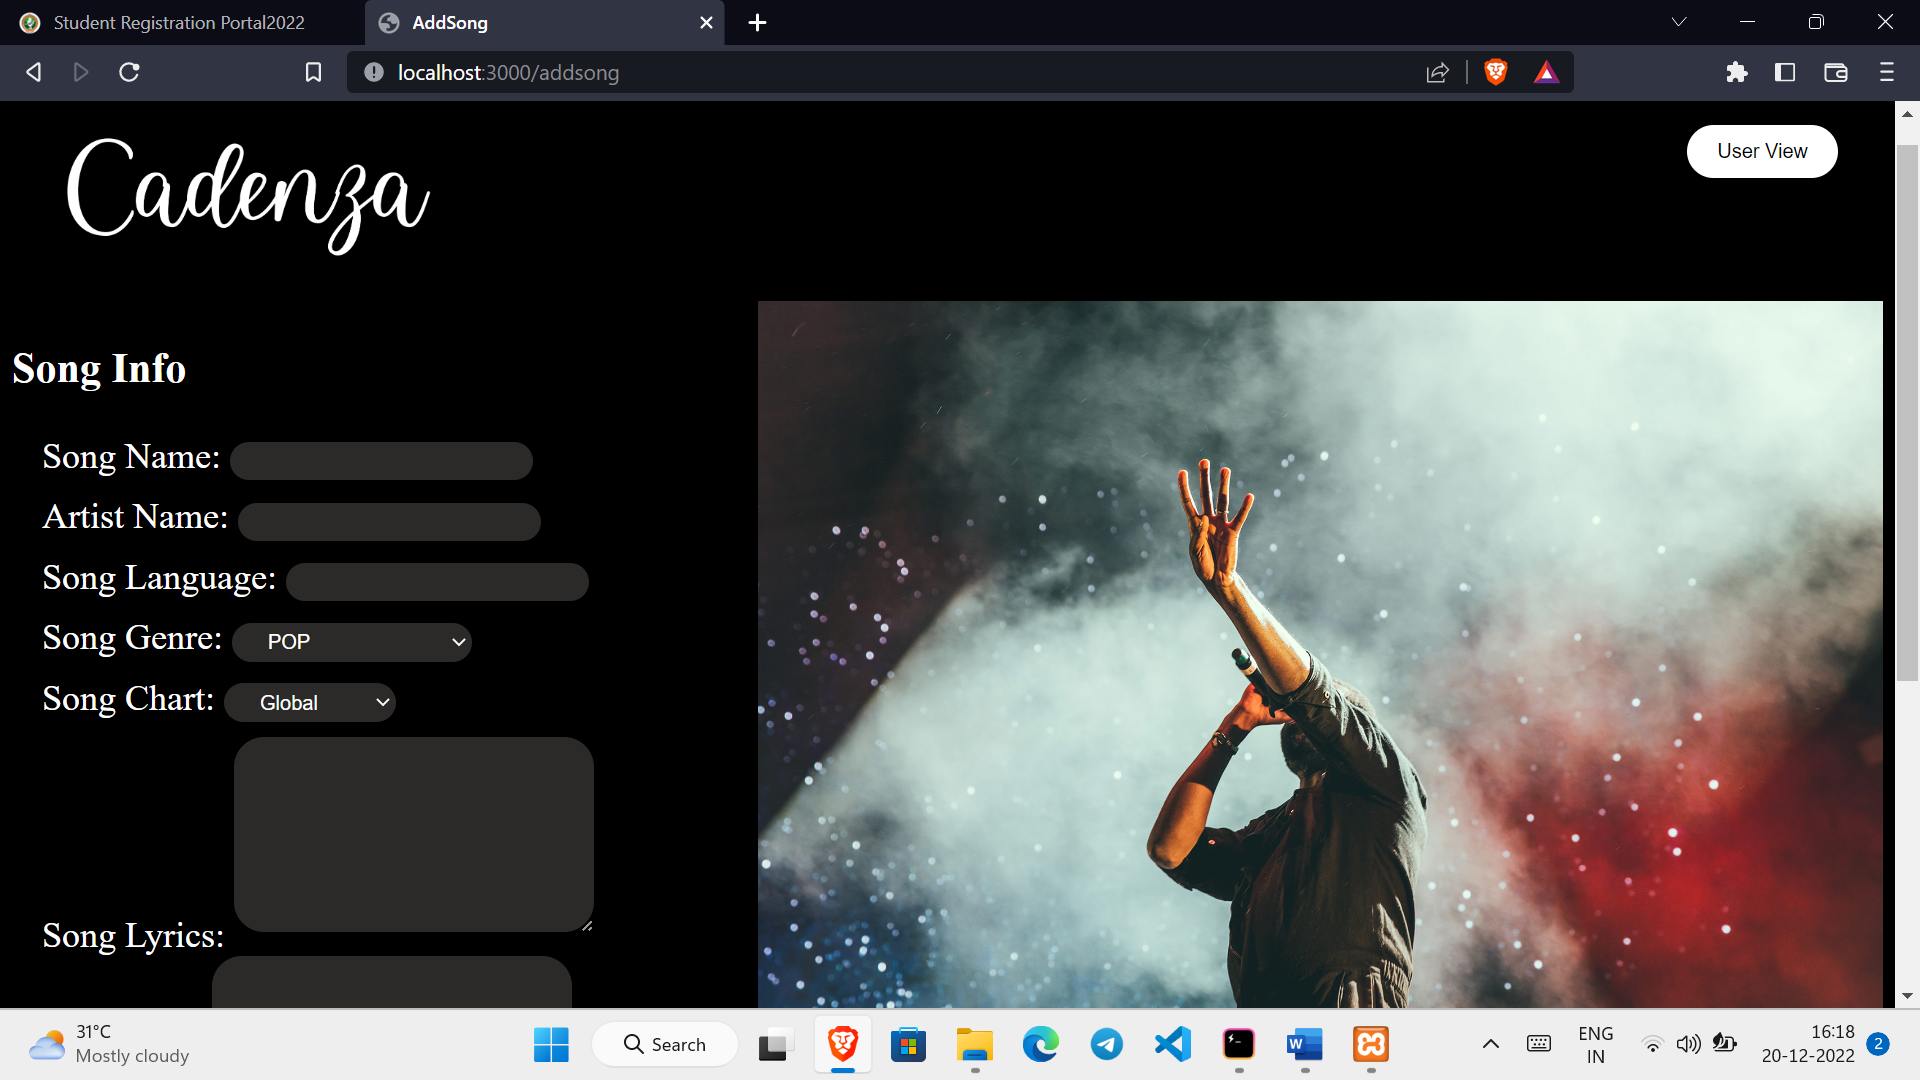 Student Registration Portal2022
AddSong
localhost:3000/addsong
Cadenza
User View
Song Info
Song Name:
Artist Name:
Song Language:
Song Genre: POP
Song Chart: Global
Song Lyrics:
31°C
Mostly cloudy
Search
ENG
IN
16:18
20-12-2022
2